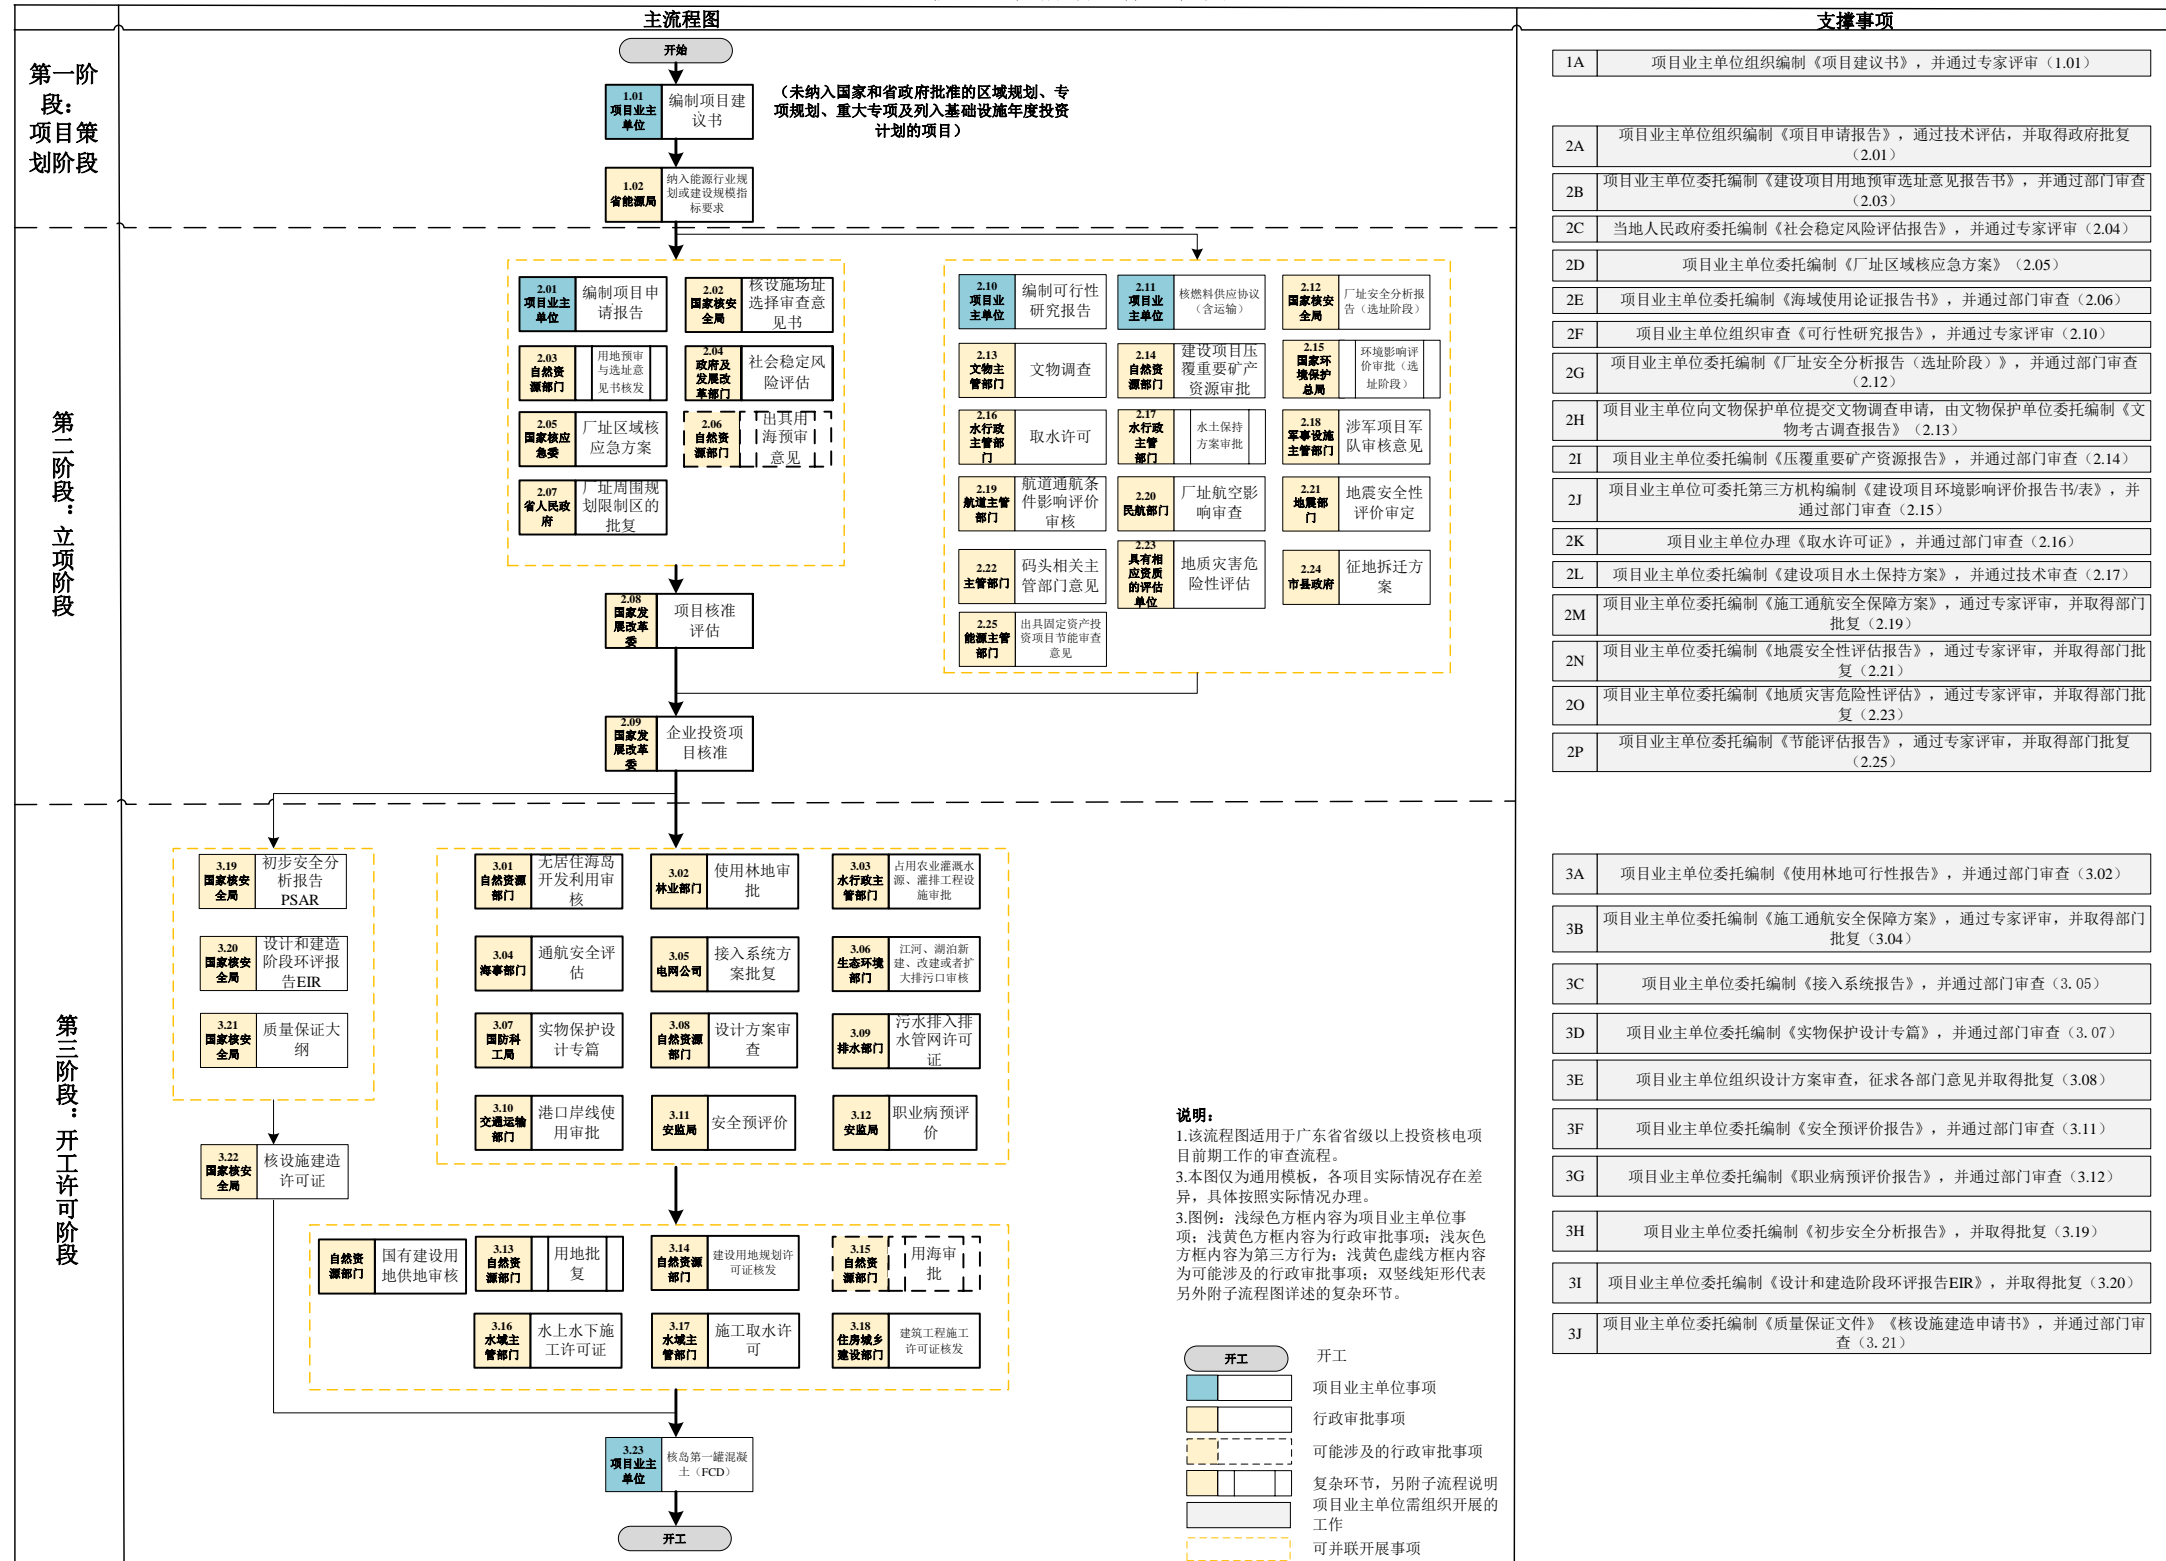 主流程图
支撑事项
第一阶
段：
项目策
划阶段
开始
1.01
项目业主
单位
编制项目建
议书
（未纳入国家和省政府批准的区域规划、专
项规划、重大专项及列入基础设施年度投资
计划的项目）
1.02
省能源局
纳入能源行业规
划或建设规模指
标要求
第二阶段：立项阶段
2.01
项目业主
单位
编制项目申
请报告
2.02
国家核安
全局
核设施场址
选择审查意
见书
2.03
自然资
源部门
用地预审
与选址意
见书核发
2.04
政府及
发展改
革部门
社会稳定风
险评估
2.05
国家核应
急委
厂址区域核
应急方案
2.06
自然资
源部门
出具用
海预审
意见
2.07
省人民政
府
厂址周围规
划限制区的
批复
2.08
国家发
展改革
委
项目核准
评估
2.09
国家发
展改革
委
企业投资项
目核准
2.10
项目业
主单位
编制可行性
研究报告
2.11
项目业
主单位
核燃料供应协议
（含运输）
2.12
国家核安
全局
厂址安全分析报
告（选址阶段）
2.13
文物主
管部门
文物调查
2.14
自然资
源部门
建设项目压
覆重要矿产
资源审批
2.15
国家环
境保护
总局
环境影响评
价审批（选
址阶段）
2.16
水行政
主管部
门
取水许可
2.17
水行政
主管
部门
水土保持
方案审批
2.18
军事设施
主管部门
涉军项目军
队审核意见
2.19
航道主管
部门
航道通航条
件影响评价
审核
2.20
民航部门
厂址航空影
响审查
2.21
地震部
门
地震安全性
评价审定
2.22
主管部门
码头相关主
管部门意见
2.23
具有相
应资质
的评估
单位
地质灾害危
险性评估
2.24
市县政府
征地拆迁方
案
2.25
能源主管
部门
出具固定资产投
资项目节能审查
意见
第三阶段：开工许可阶段
3.19
国家核安
全局
初步安全分
析报告
PSAR
3.20
国家核安
全局
设计和建造
阶段环评报
告EIR
3.21
国家核安
全局
质量保证大
纲
3.22
国家核安
全局
核设施建造
许可证
3.01
自然资源
部门
无居住海岛
开发利用审
核
3.02
林业部门
使用林地审
批
3.03
水行政主
管部门
占用农业灌溉水
源、灌排工程设
施审批
3.04
海事部门
通航安全评
估
3.05
电网公司
接入系统方
案批复
3.06
生态环境
部门
江河、湖泊新
建、改建或者扩
大排污口审核
3.07
国防科
工局
实物保护设
计专篇
3.08
自然资源
部门
设计方案审
查
3.09
排水部门
污水排入排
水管网许可
证
3.10
交通运输
部门
港口岸线使
用审批
3.11
安监局
安全预评价
3.12
安监局
职业病预评
价
自然资
源部门
国有建设用
地供地审核
3.13
自然资
源部门
用地批
复
3.14
自然资源
部门
建设用地规划许
可证核发
3.15
自然资
源部门
用海审
批
3.16
水域主
管部门
水上水下施
工许可证
3.17
水域主
管部门
施工取水许
可
3.18
住房城乡
建设部门
建筑工程施工
许可证核发
3.23
项目业主
单位
核岛第一罐混凝
土（FCD）
开工
说明：
1.该流程图适用于广东省省级以上投资核电项
目前期工作的审查流程。
3.本图仅为通用模板，各项目实际情况存在差
异，具体按照实际情况办理。
3.图例：浅绿色方框内容为项目业主单位事
项；浅黄色方框内容为行政审批事项；浅灰色
方框内容为第三方行为；浅黄色虚线方框内容
为可能涉及的行政审批事项；双竖线矩形代表
另外附子流程图详述的复杂环节。
开工
开工
项目业主单位事项
行政审批事项
可能涉及的行政审批事项
复杂环节，另附子流程说明
项目业主单位需组织开展的
工作
可并联开展事项
1A
项目业主单位组织编制《项目建议书》，并通过专家评审（1.01）
2A
项目业主单位组织编制《项目申请报告》，通过技术评估，并取得政府批复
（2.01）
2B
项目业主单位委托编制《建设项目用地预审选址意见报告书》，并通过部门审查
（2.03）
2C
当地人民政府委托编制《社会稳定风险评估报告》，并通过专家评审（2.04）
2D
项目业主单位委托编制《厂址区域核应急方案》（2.05）
2E
项目业主单位委托编制《海域使用论证报告书》，并通过部门审查（2.06）
2F
项目业主单位组织审查《可行性研究报告》，并通过专家评审（2.10）
2G
项目业主单位委托编制《厂址安全分析报告（选址阶段）》，并通过部门审查
（2.12）
2H
项目业主单位向文物保护单位提交文物调查申请，由文物保护单位委托编制《文
物考古调查报告》（2.13）
2I
项目业主单位委托编制《压覆重要矿产资源报告》，并通过部门审查（2.14）
2J
项目业主单位可委托第三方机构编制《建设项目环境影响评价报告书/表》，并
通过部门审查（2.15）
2K
项目业主单位办理《取水许可证》，并通过部门审查（2.16）
2L
项目业主单位委托编制《建设项目水土保持方案》，并通过技术审查（2.17）
2M
项目业主单位委托编制《施工通航安全保障方案》，通过专家评审，并取得部门
批复（2.19）
2N
项目业主单位委托编制《地震安全性评估报告》，通过专家评审，并取得部门批
复（2.21）
2O
项目业主单位委托编制《地质灾害危险性评估》，通过专家评审，并取得部门批
复（2.23）
2P
项目业主单位委托编制《节能评估报告》，通过专家评审，并取得部门批复
（2.25）
3A
项目业主单位委托编制《使用林地可行性报告》，并通过部门审查（3.02）
3B
项目业主单位委托编制《施工通航安全保障方案》，通过专家评审，并取得部门
批复（3.04）
3C
项目业主单位委托编制《接入系统报告》，并通过部门审查（3.05）
3D
项目业主单位委托编制《实物保护设计专篇》，并通过部门审查（3.07）
3E
项目业主单位组织设计方案审查，征求各部门意见并取得批复（3.08）
3F
项目业主单位委托编制《安全预评价报告》，并通过部门审查（3.11）
3G
项目业主单位委托编制《职业病预评价报告》，并通过部门审查（3.12）
3H
项目业主单位委托编制《初步安全分析报告》，并取得批复（3.19）
3I
项目业主单位委托编制《设计和建造阶段环评报告EIR》，并取得批复（3.20）
3J
项目业主单位委托编制《质量保证文件》《核设施建造申请书》，并通过部门审
查（3.21）